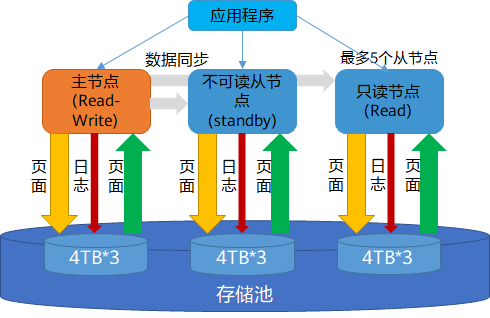 应用程序
数据同步
最多5个从节点
主节点
(Read-
Write)
不可读从节
点
(standby)
只读节点
(Read)
页面
日志
页面
页面
日志
页面
页面
日志
页面
4TB*3
4TB*3
4TB*3
存储池